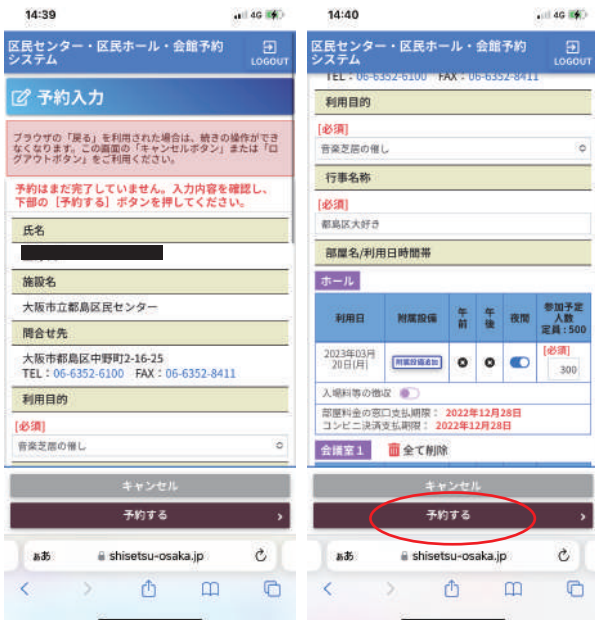 14:39
4G
区民センター・区民ホール・会館予約
システム
LOGOUT
予約入力
ブラウザの「戻る」を利用された場合は、続きの操作ができ
なくなります。この画面の「キャンセルボタン」または「ロ
グアウトボタン」をご利用ください。
予約はまだ完了していません。入力内容を確認し、
下部の［予約する］ボタンを押してください。
氏名
施設名
大阪市立都島区民センター
問合せ先
大阪市都島区中野町2-16-25
TEL：06-6352-6100　FAX：06-6352-8411
利用目的
[必須]
音楽芝居の催し
キャンセル
予約する
ぁあ
shisetsu-osaka.jp
14:40
4G
区民センター・区民ホール・会館予約
システム
LOGOUT
TEL：06-6352-6100　FAX：06-6352-8411
利用目的
[必須]
音楽芝居の催し
行事名称
[必須]
都島区大好き
部屋名/利用日時間帯
ホール
利用日 附属設備 午前 午後 夜間 参加予定人数 定員：500
2023年03月20日(月) 附属設備追加 [必須] 300
入場料等の徴収
部屋料金の窓口支払期限： 2022年12月28日
コンビニ決済支払期限： 2022年12月28日
会議室１ 全て削除
キャンセル
予約する
ぁあ
shisetsu-osaka.jp